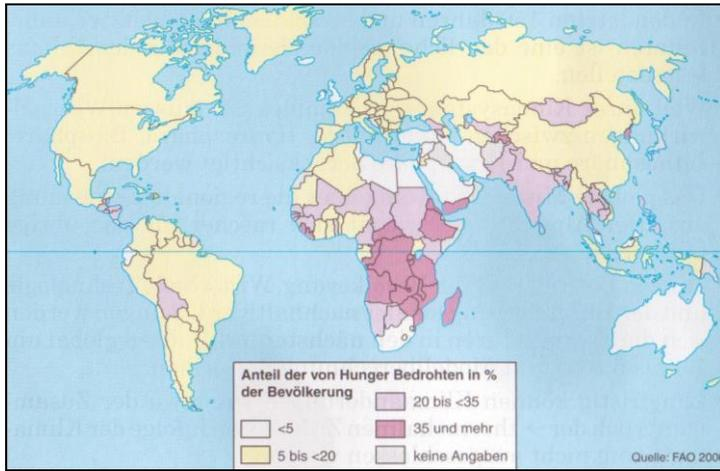 Anteil der von Hunger Bedrohten in %
der Bevölkerung
<5
5 bis <20
20 bis <35
35 und mehr
keine Angaben
Quelle: FAO 2006